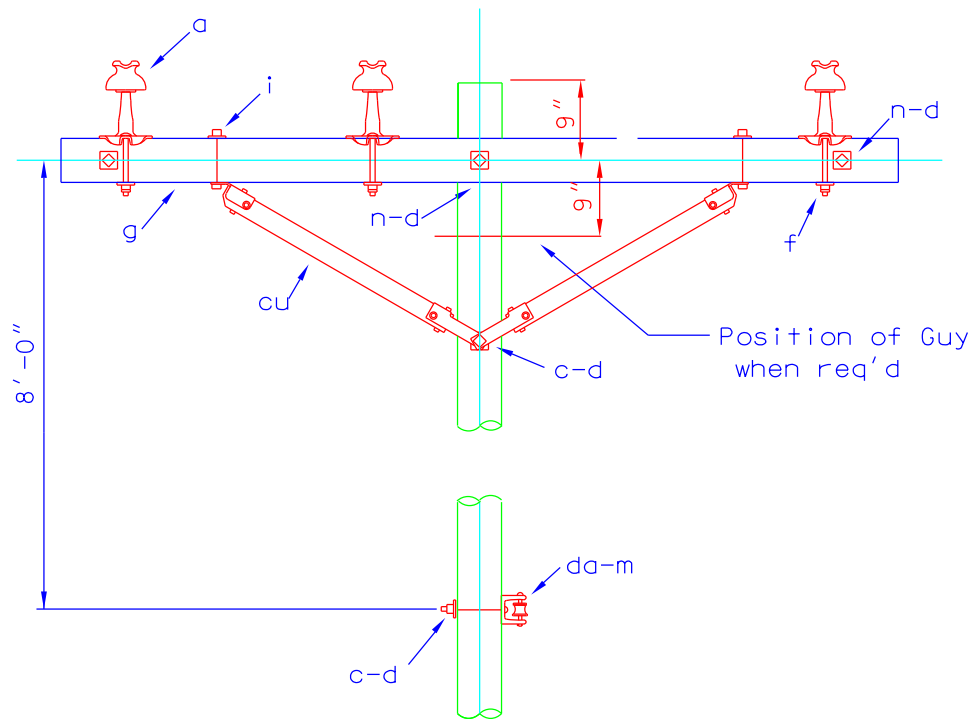 a
i
9"
n-d
n-d
9"
g
f
cu
Position of Guy
when req'd
c-d
8'-0"
da-m
c-d